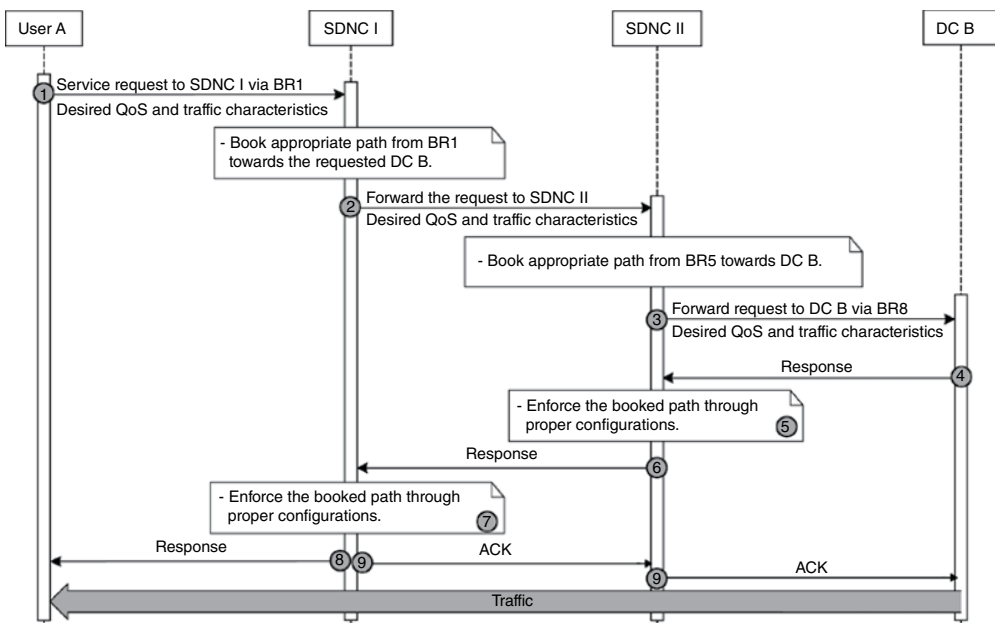 User A
SDNC I
SDNC II
DC B
1
Service request to SDNC I via BR1
Desired QoS and traffic characteristics
- Book appropriate path from BR1
towards the requested DC B.
2
Forward the request to SDNC II
Desired QoS and traffic characteristics
- Book appropriate path from BR5 towards DC B.
3
Forward request to DC B via BR8
Desired QoS and traffic characteristics
Response
4
- Enforce the booked path through
proper configurations.
5
Response
6
- Enforce the booked path through
proper configurations.
7
Response
8
9
ACK
9
ACK
Traffic